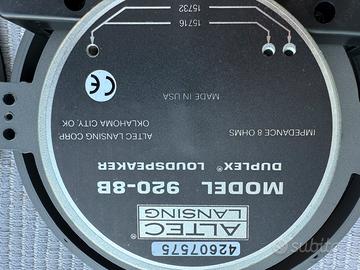 42607575
ALTEC
LANSING®
MODEL 920-8B
DUPLEX® LOUDSPEAKER
IMPEDANCE 8 OHMS
ALTEC LANSING CORP.
OKLAHOMA CITY, OK
MADE IN USA
CE
15716
15732
subito